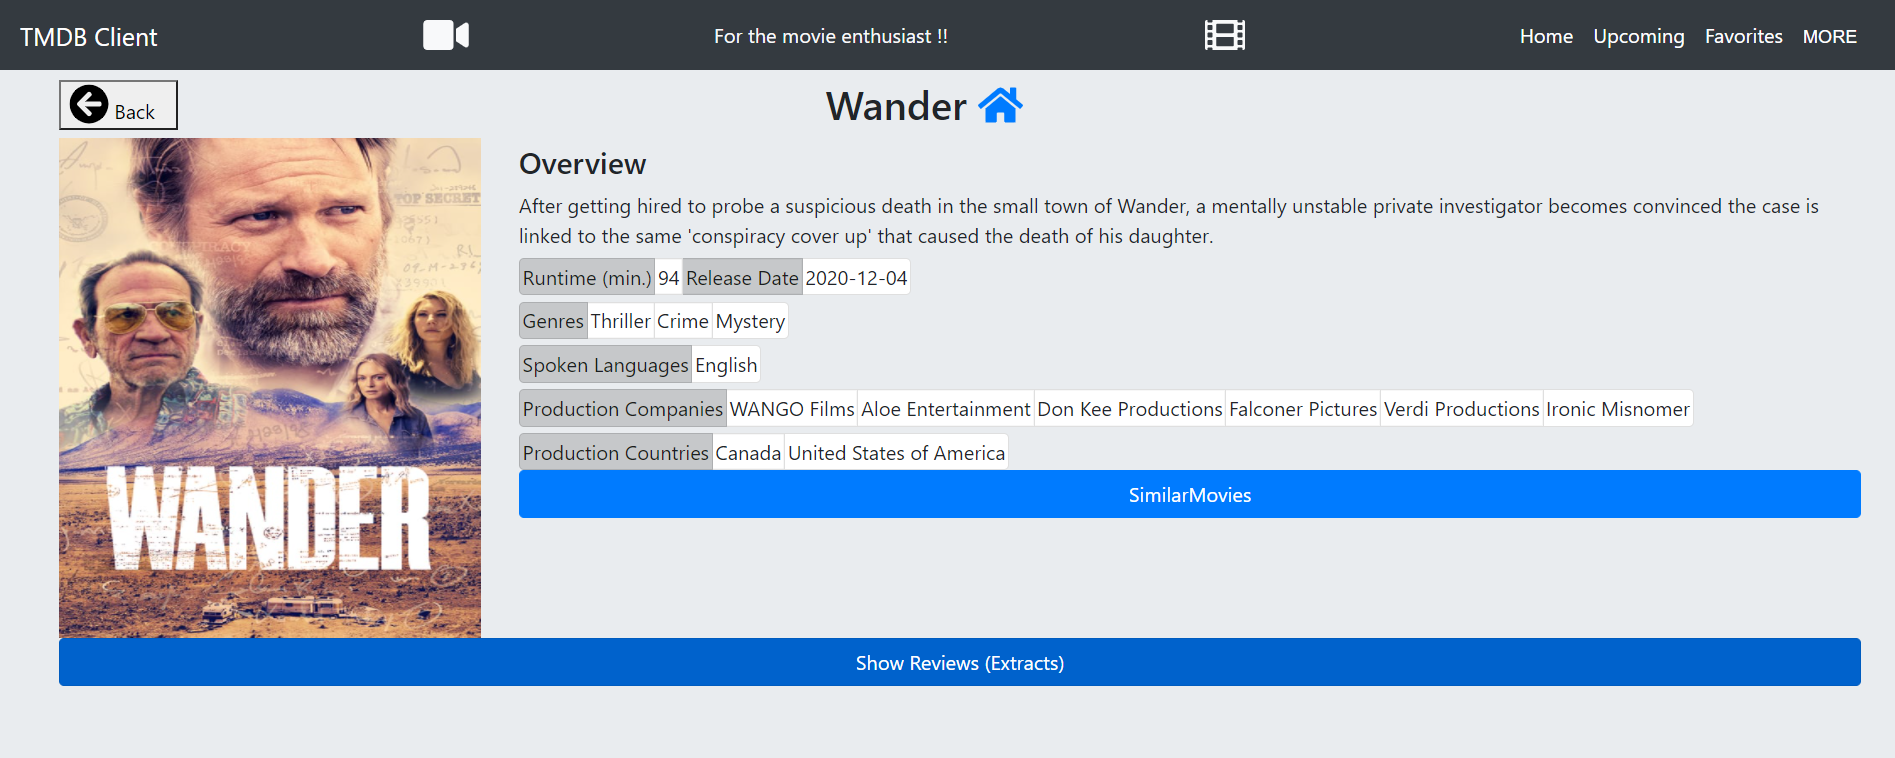 TMDB Client
For the movie enthusiast !!
Home Upcoming Favorites MORE
Back
Wander
TOP SECRET
WANDER
Overview
After getting hired to probe a suspicious death in the small town of Wander, a mentally unstable private investigator becomes convinced the case is
linked to the same 'conspiracy cover up' that caused the death of his daughter.
Runtime (min.) 94 Release Date 2020-12-04
Genres Thriller Crime Mystery
Spoken Languages English
Production Companies WANGO Films Aloe Entertainment Don Kee Productions Falconer Pictures Verdi Productions Ironic Misnomer
Production Countries Canada United States of America
SimilarMovies
Show Reviews (Extracts)